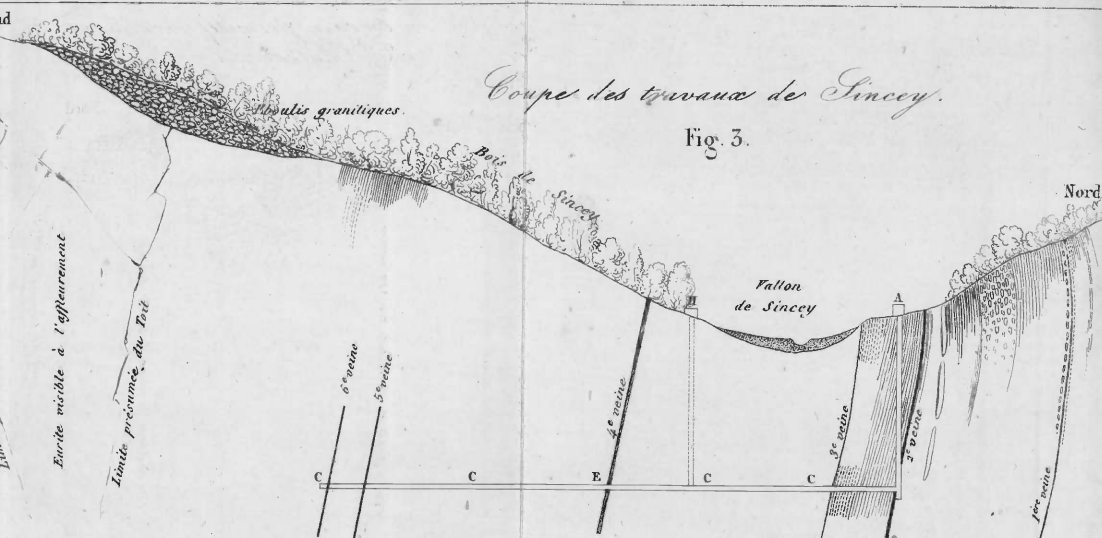 Coupe des travaux de Sincey.
Fig. 3.
Eboulis granitiques.
Bois de Sincey
Nord
Vallon
de Sincey
H
A
Eurite visible à l'affleurement
Limite présumée du Toit
6e veine
5e veine
4e veine
3e veine
2e veine
1ère veine
C
C
E
C
C